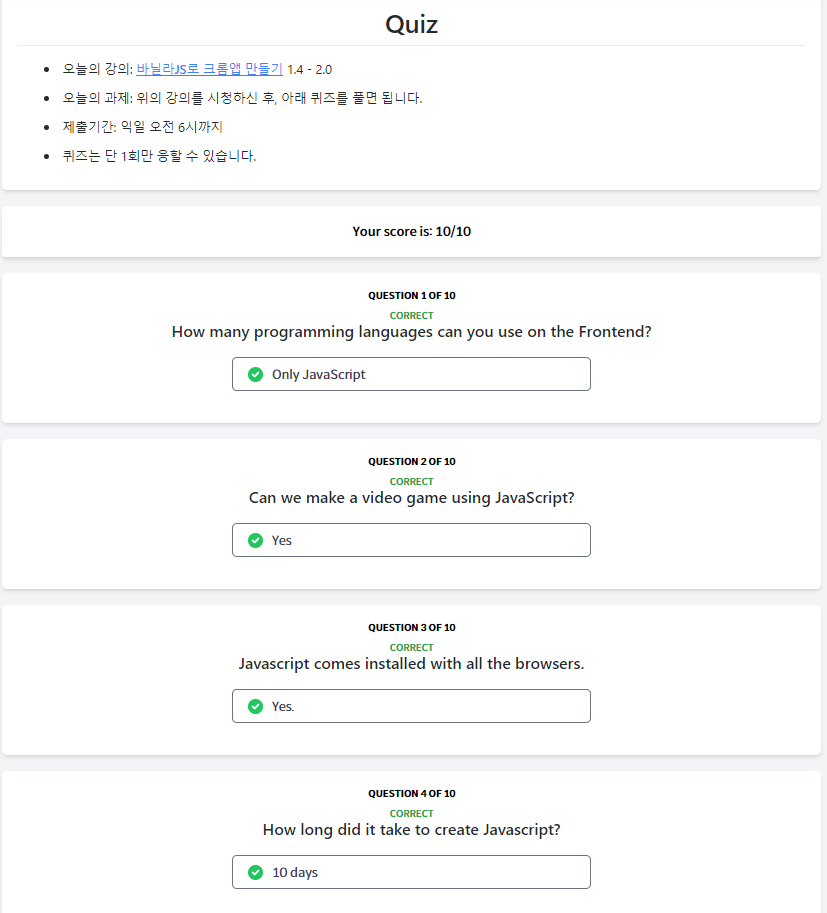 Quiz
오늘의 강의: 바닐라JS로 크롬앱 만들기 1.4 - 2.0
오늘의 과제: 위의 강의를 시청하신 후, 아래 퀴즈를 풀면 됩니다.
제출기간: 익일 오전 6시까지
퀴즈는 단 1회만 응할 수 있습니다.
Your score is: 10/10
QUESTION 1 OF 10
CORRECT
How many programming languages can you use on the Frontend?
Only JavaScript
QUESTION 2 OF 10
CORRECT
Can we make a video game using JavaScript?
Yes
QUESTION 3 OF 10
CORRECT
Javascript comes installed with all the browsers.
Yes.
QUESTION 4 OF 10
CORRECT
How long did it take to create Javascript?
10 days